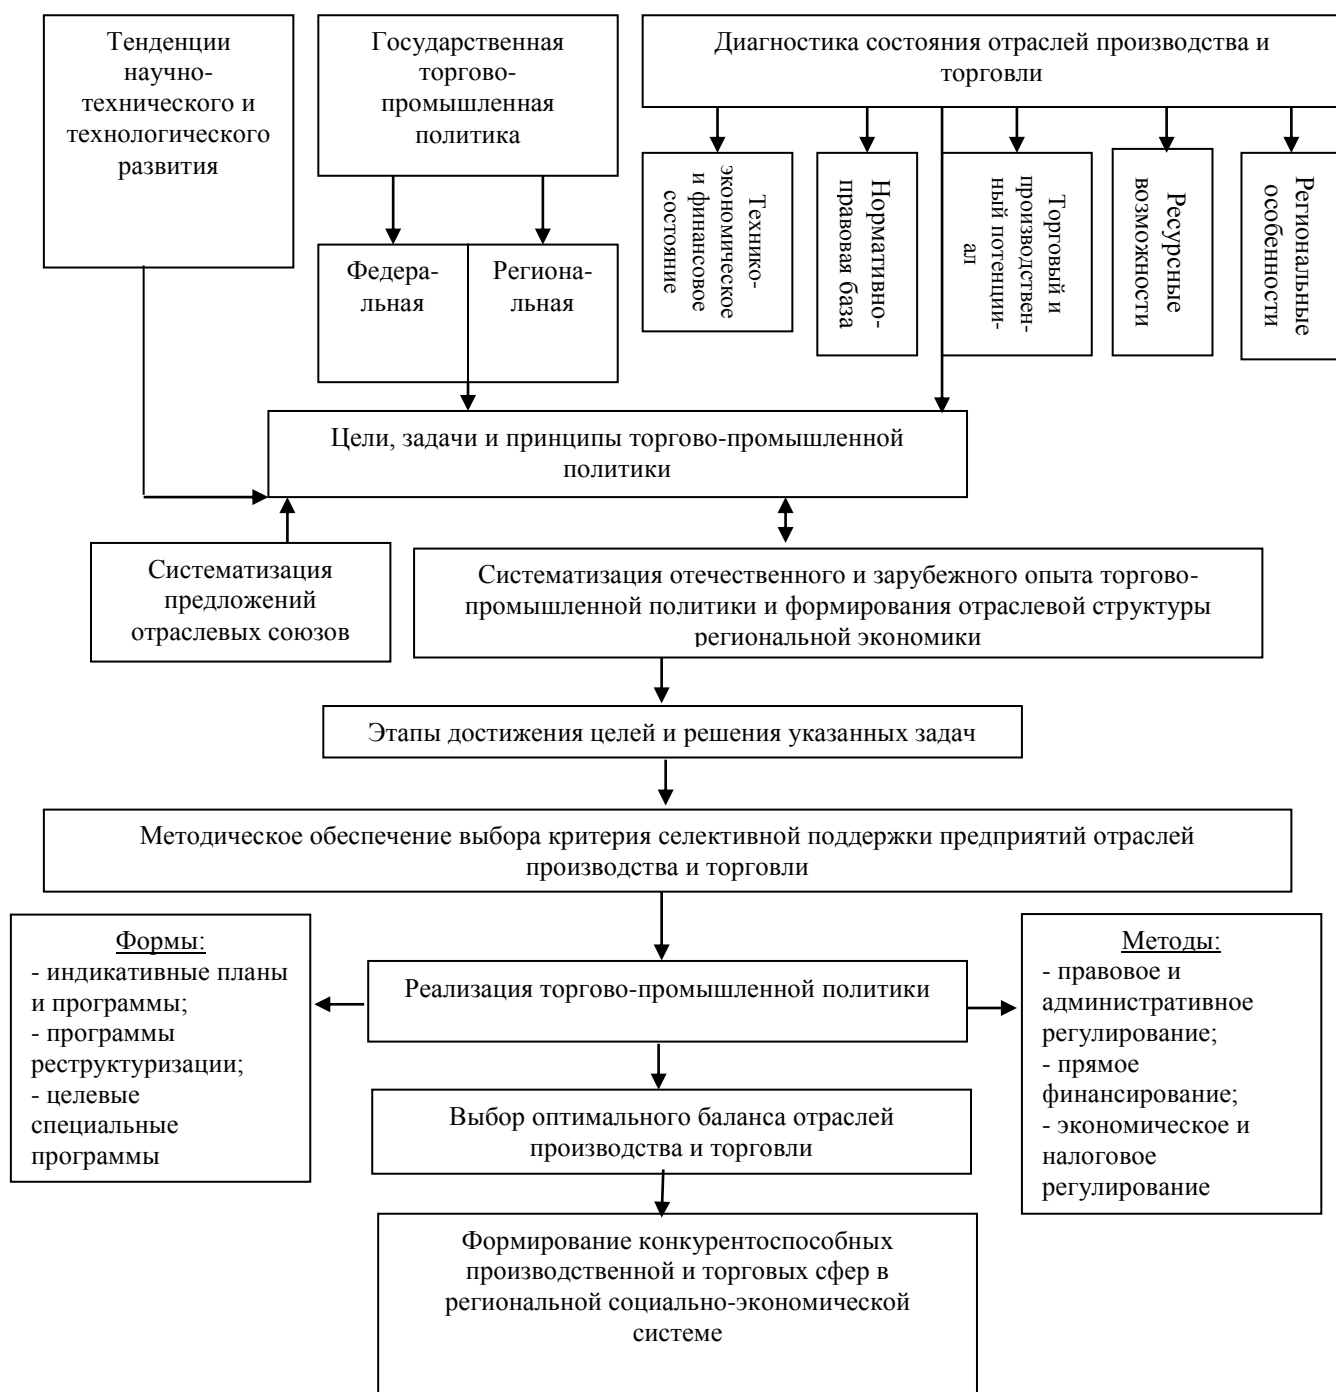 Тенденции
научно-
технического и
технологического
развития
Государственная
торгово-
промышленная
политика
Диагностика состояния отраслей производства и
торговли
Федера-
льная
Региона-
льная
Технико-
экономическое
и финансовое
состояние
Нормативно-
правовая база
Торговый и
производствен-
ный потенци-
ал
Ресурсные
возможности
Региональные
особенности
Цели, задачи и принципы торгово-промышленной
политики
Систематизация
предложений
отраслевых союзов
Систематизация отечественного и зарубежного опыта торгово-
промышленной политики и формирования отраслевой структуры
региональной экономики
Этапы достижения целей и решения указанных задач
Методическое обеспечение выбора критерия селективной поддержки предприятий отраслей
производства и торговли
Формы:
- индикативные планы
и программы;
- программы
реструктуризации;
- целевые
специальные
программы
Реализация торгово-промышленной политики
Методы:
- правовое и
административное
регулирование;
- прямое
финансирование;
- экономическое и
налоговое
регулирование
Выбор оптимального баланса отраслей
производства и торговли
Формирование конкурентоспособных
производственной и торговых сфер в
региональной социально-экономической
системе